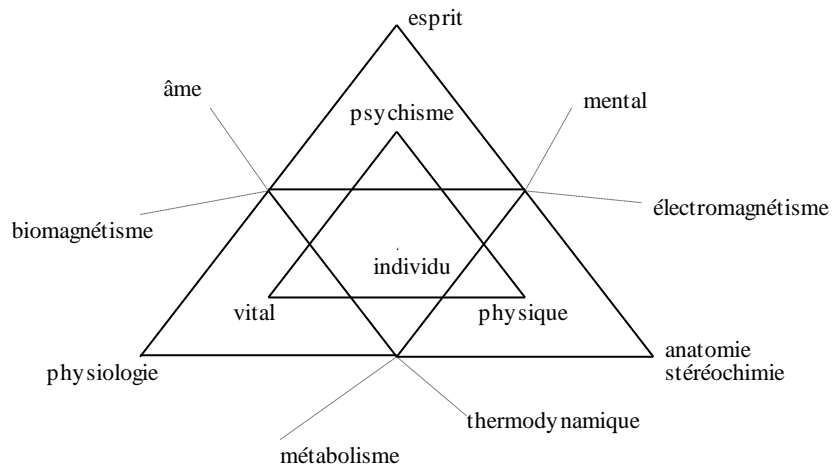 esprit
âme
mental
psychisme
biomagnétisme
électromagnétisme
individu
vital
physique
physiologie
anatomie
stéréochimie
thermodynamique
métabolisme